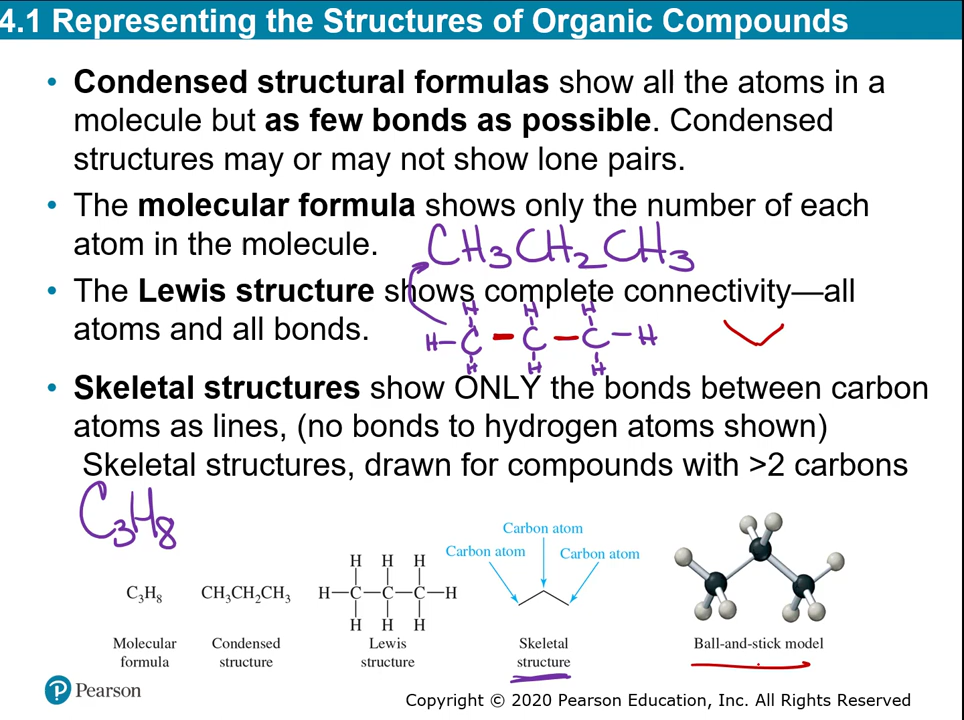 4.1 Representing the Structures of Organic Compounds
• Condensed structural formulas show all the atoms in a
molecule but as few bonds as possible. Condensed
structures may or may not show lone pairs.
• The molecular formula shows only the number of each
atom in the molecule.
CH3CH2CH3
• The Lewis structure shows complete connectivity—all
atoms and all bonds.
H H H
H-C-C-C-H
H H H
• Skeletal structures show ONLY the bonds between carbon
atoms as lines, (no bonds to hydrogen atoms shown)
Skeletal structures, drawn for compounds with >2 carbons
C3H8
Carbon atom
Carbon atom Carbon atom
H H H
C₃H₈ CH₃CH₂CH₃ H—C—C—C—H
H H H
Molecular Condensed Lewis Skeletal Ball-and-stick model
formula structure structure structure
P Pearson
Copyright © 2020 Pearson Education, Inc. All Rights Reserved